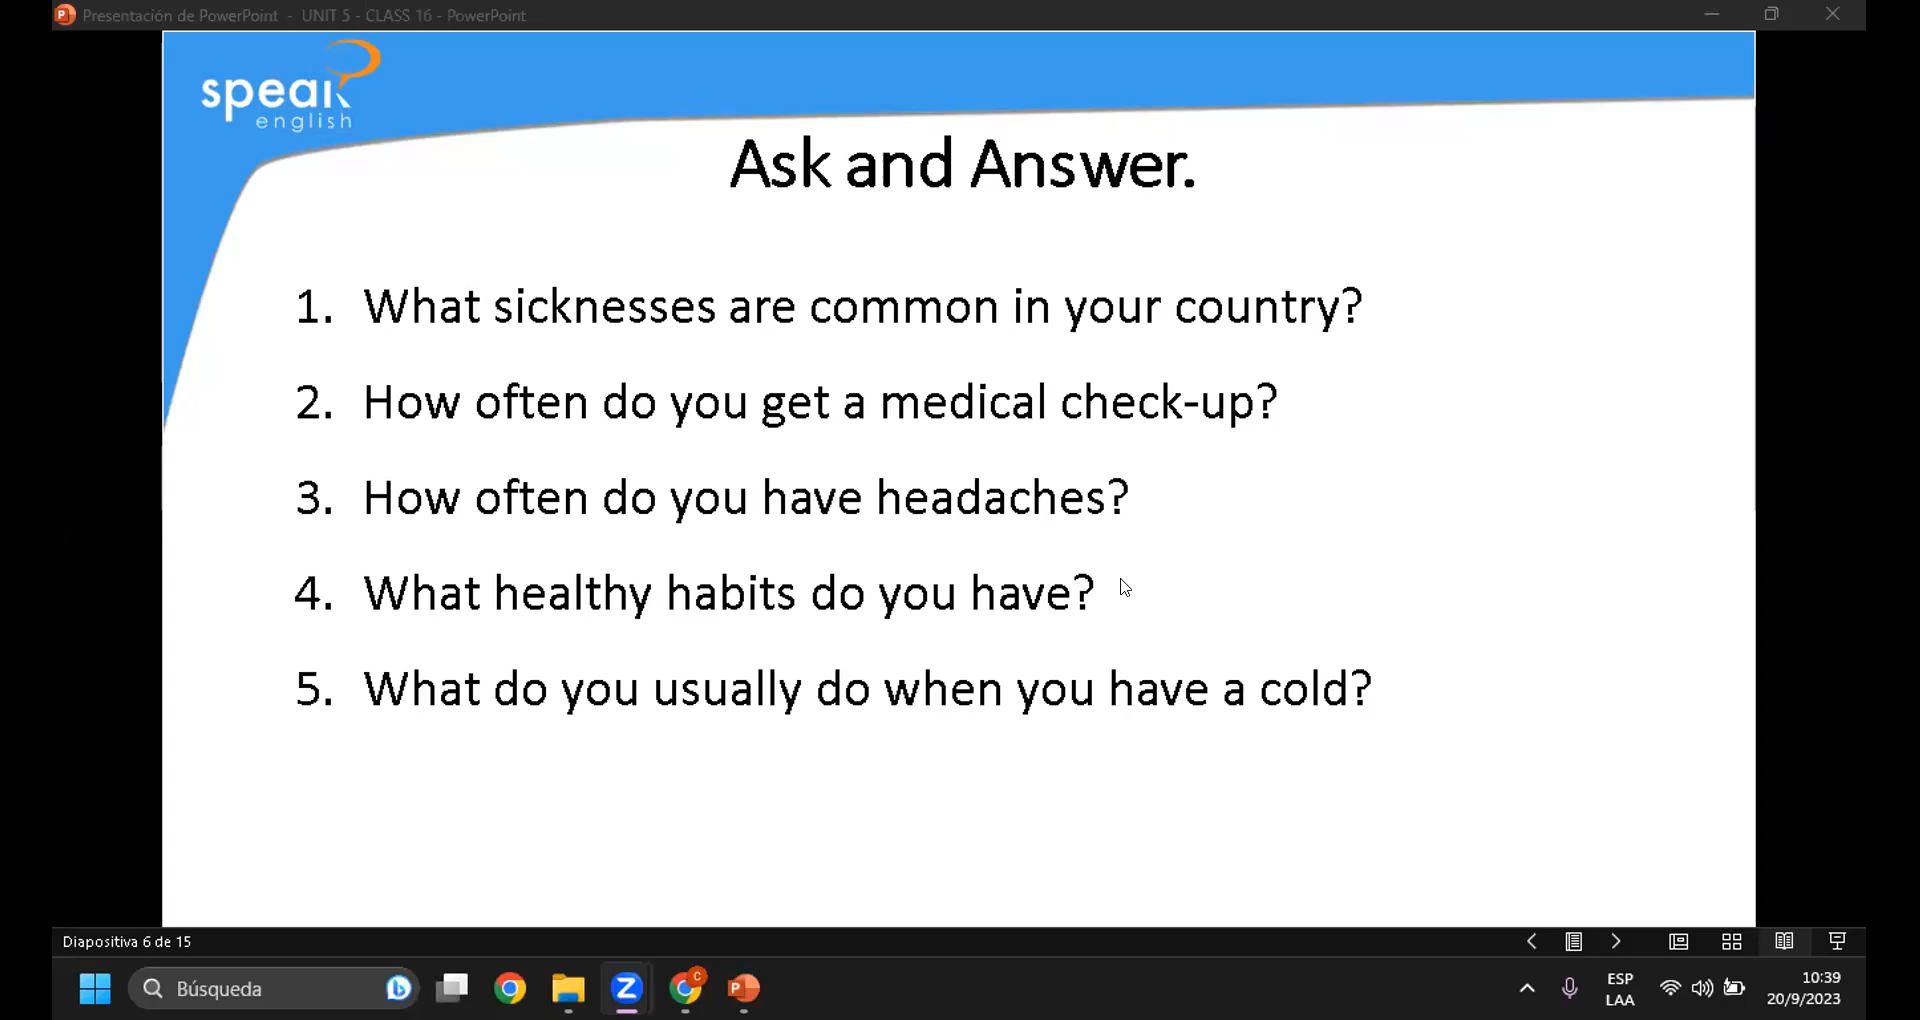 Presentación de PowerPoint - UNIT 5 - CLASS 16 - PowerPoint
speak
english
Ask and Answer.
1. What sicknesses are common in your country?
2. How often do you get a medical check-up?
3. How often do you have headaches?
4. What healthy habits do you have?
5. What do you usually do when you have a cold?
Diapositiva 6 de 15
Búsqueda
ESP
LAA
10:39
20/9/2023